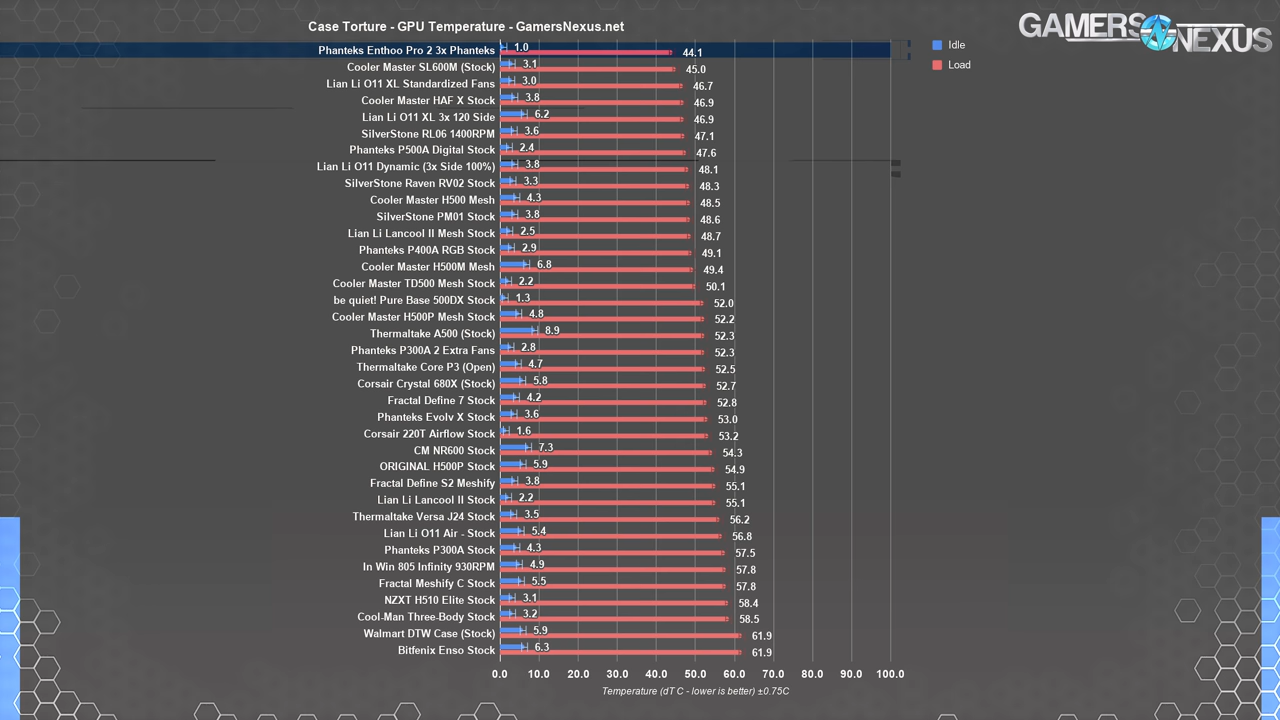 Case Torture - GPU Temperature - GamersNexus.net
GAMERS NEXUS
Idle
Load
Phanteks Enthoo Pro 2 3x Phanteks 1.0 44.1
Cooler Master SL600M (Stock) 3.1 45.0
Lian Li O11 XL Standardized Fans 3.0 46.7
Cooler Master HAF X Stock 3.8 46.9
Lian Li O11 XL 3x 120 Side 6.2 46.9
SilverStone RL06 1400RPM 3.6 47.1
Phanteks P500A Digital Stock 2.4 47.6
Lian Li O11 Dynamic (3x Side 100%) 3.8 48.1
SilverStone Raven RV02 Stock 3.3 48.3
Cooler Master H500 Mesh 4.3 48.5
SilverStone PM01 Stock 3.8 48.6
Lian Li Lancool II Mesh Stock 2.5 48.7
Phanteks P400A RGB Stock 2.9 49.1
Cooler Master H500M Mesh 6.8 49.4
Cooler Master TD500 Mesh Stock 2.2 50.1
be quiet! Pure Base 500DX Stock 1.3 52.0
Cooler Master H500P Mesh Stock 4.8 52.2
Thermaltake A500 (Stock) 8.9 52.3
Phanteks P300A 2 Extra Fans 2.8 52.3
Thermaltake Core P3 (Open) 4.7 52.5
Corsair Crystal 680X (Stock) 5.8 52.7
Fractal Define 7 Stock 4.2 52.8
Phanteks Evolv X Stock 3.6 53.0
Corsair 220T Airflow Stock 1.6 53.2
CM NR600 Stock 7.3 54.3
ORIGINAL H500P Stock 5.9 54.9
Fractal Define S2 Meshify 3.8 55.1
Lian Li Lancool II Stock 2.2 55.1
Thermaltake Versa J24 Stock 3.5 56.2
Lian Li O11 Air - Stock 5.4 56.8
Phanteks P300A Stock 4.3 57.5
In Win 805 Infinity 930RPM 4.9 57.8
Fractal Meshify C Stock 5.5 57.8
NZXT H510 Elite Stock 3.1 58.4
Cool-Man Three-Body Stock 3.2 58.5
Walmart DTW Case (Stock) 5.9 61.9
Bitfenix Enso Stock 6.3 61.9
0.0 10.0 20.0 30.0 40.0 50.0 60.0 70.0 80.0 90.0 100.0
Temperature (dT C - lower is better) ±0.75C